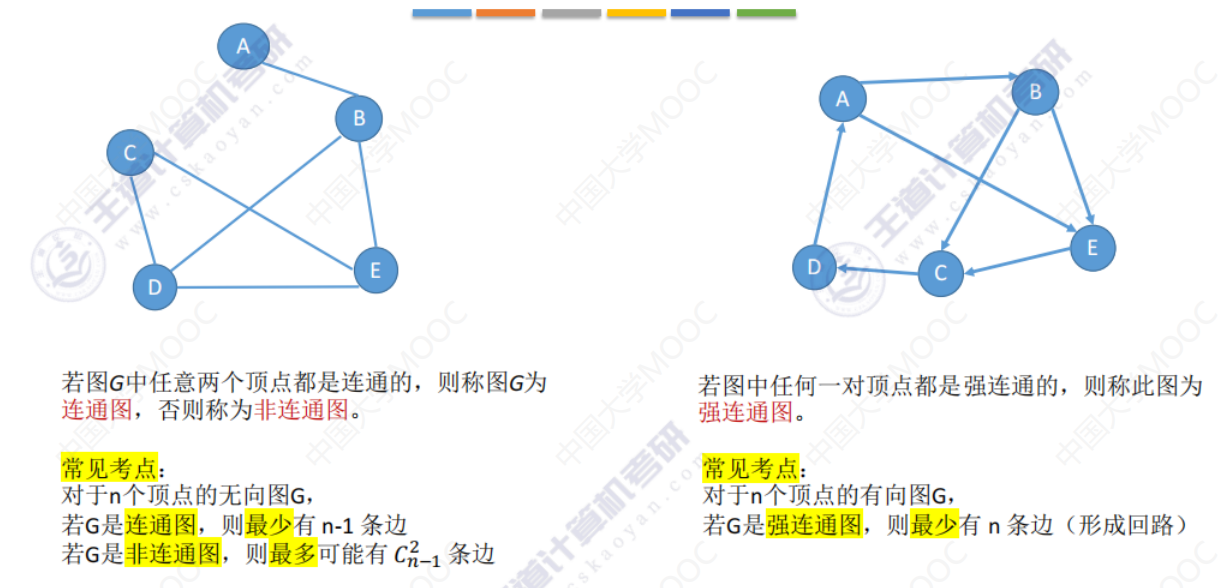 A
B
C
D
E
A
B
C
D
E
若图G中任意两个顶点都是连通的，则称图G为
连通图，否则称为非连通图。
常见考点：
对于n个顶点的无向图G，
若G是连通图，则最少有 n-1 条边
若G是非连通图，则最多可能有 $C_{n-1}^2$ 条边
若图中任何一对顶点都是强连通的，则称此图为
强连通图。
常见考点：
对于n个顶点的有向图G，
若G是强连通图，则最少有 n 条边（形成回路）
王道计算机考研
www.cskaoyan.com
中国大学MOOC